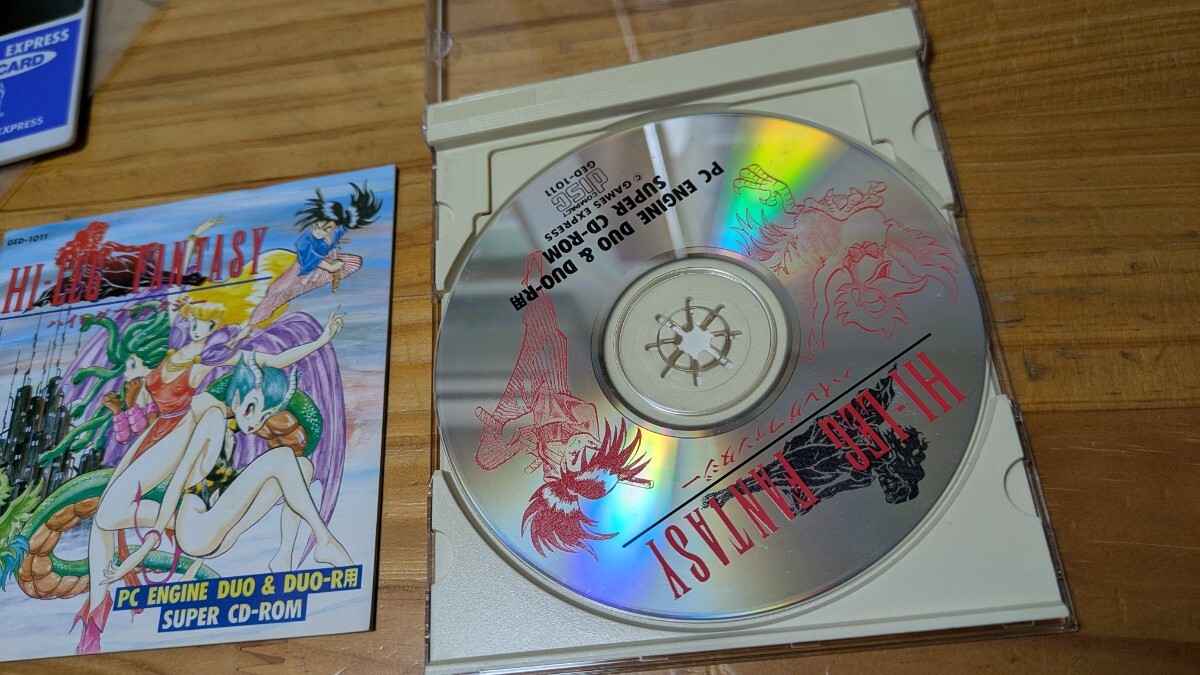 EXPRESS
CARD
EXPRESS
GED-1011
HI-LEG FANTASY
ハイレグファンタジー
PC ENGINE DUO & DUO-R用
SUPER CD-ROM
PC ENGINE DUO & DUO-R用
SUPER CD-ROM
© GAMES EXPRESS
COMPACT
disc
GED-1011
HI-LEG FANTASY
ハイレグファンタジー